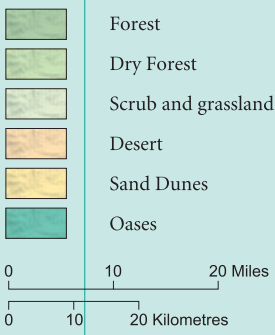 Forest
Dry Forest
Scrub and grassland
Desert
Sand Dunes
Oases
0 10 20 Miles
0 10 20 Kilometres